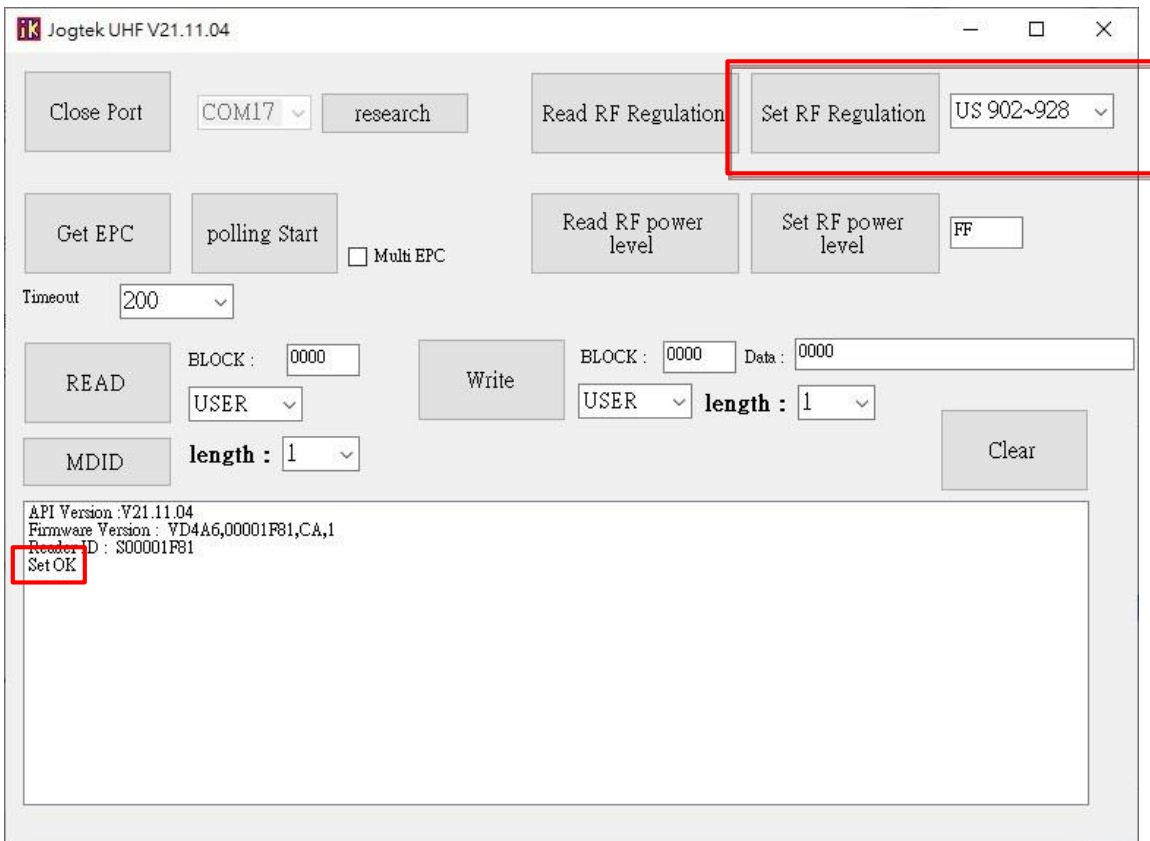 Jogtek UHF V21.11.04
Close Port
COM17
research
Read RF Regulation
Set RF Regulation
US 902~928
Get EPC
polling Start
Multi EPC
Read RF power
level
Set RF power
level
FF
Timeout
200
READ
BLOCK :
0000
USER
Write
BLOCK :
0000
Data :
0000
USER
length :
1
MDID
length :
1
Clear
API Version :V21.11.04
Firmware Version : VD4A6,00001F81,CA,1
Reader ID : S00001F81
Set OK